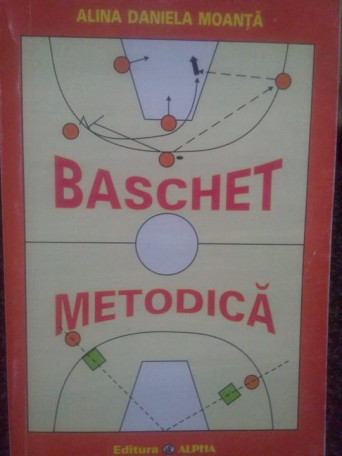 ALINA DANIELA MOANȚĂ
BASCHET
METODICĂ
Editura ALPHA